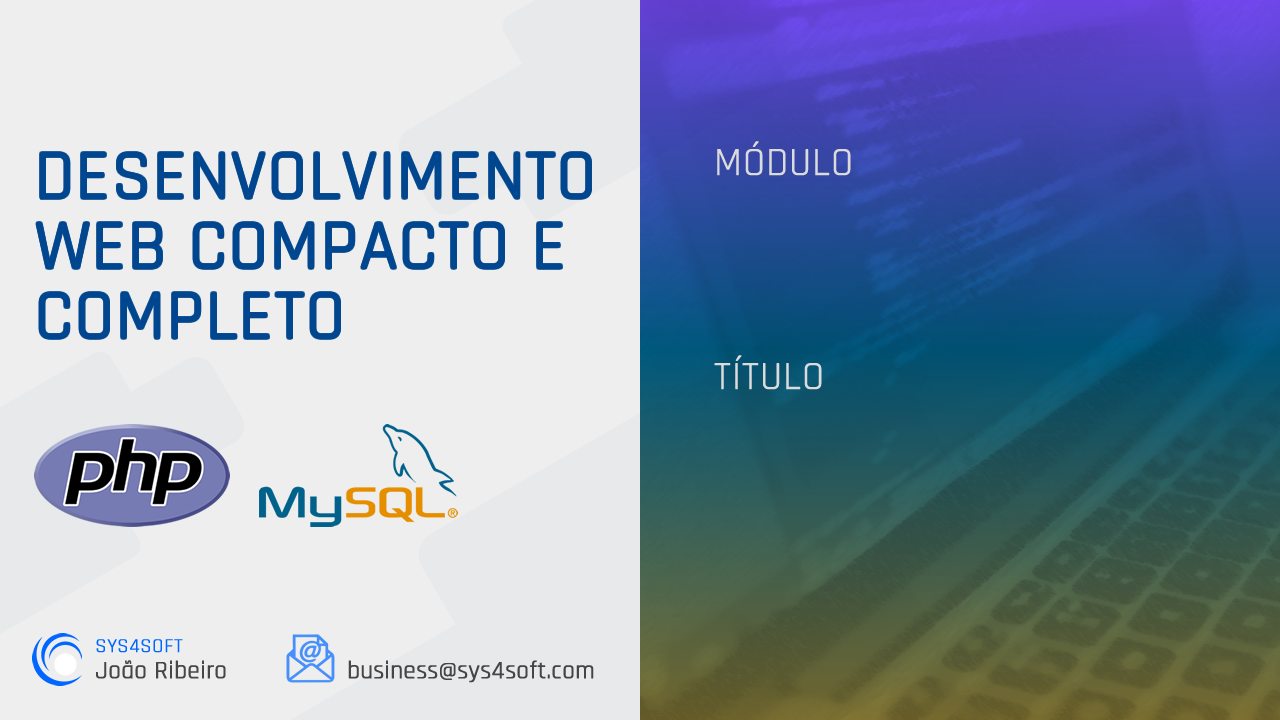 DESENVOLVIMENTO
WEB COMPACTO E
COMPLETO
php
MySQL®
SYS4SOFT
João Ribeiro
@
business@sys4soft.com
MÓDULO
TÍTULO